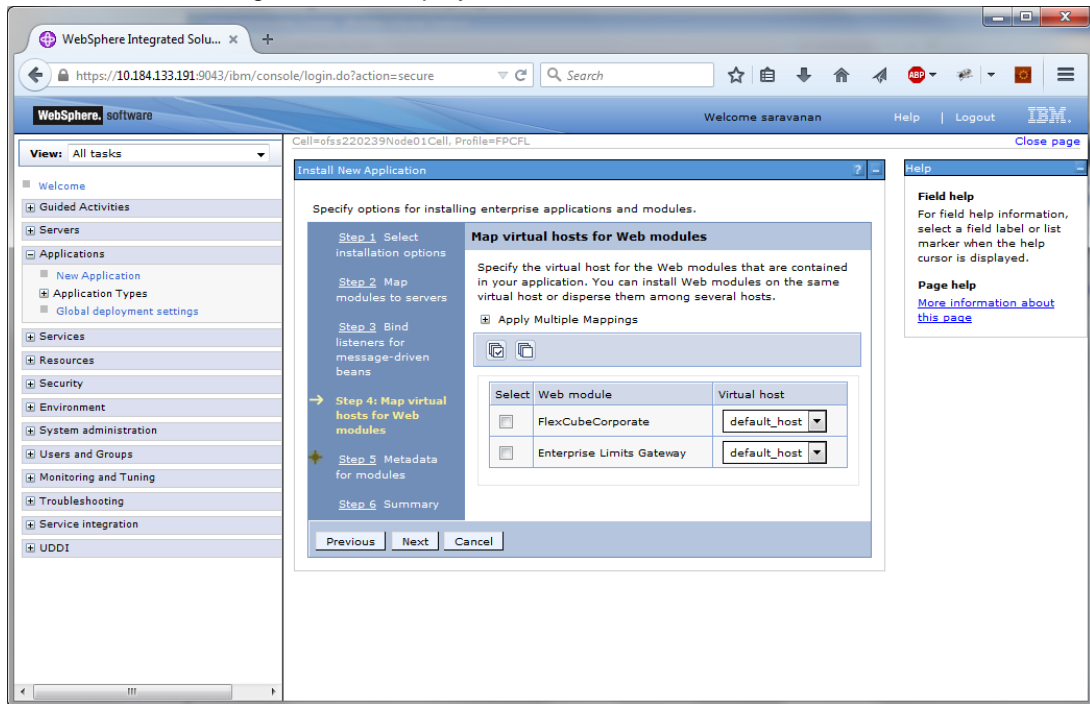 WebSphere Integrated Solu... × +
https://10.184.133.191:9043/ibm/console/login.do?action=secure
Search
ABP
WebSphere. software
Welcome saravanan
Help | Logout
IBM.
View: All tasks
Welcome
Guided Activities
Servers
Applications
New Application
Application Types
Global deployment settings
Services
Resources
Security
Environment
System administration
Users and Groups
Monitoring and Tuning
Troubleshooting
Service integration
UDDI
Cell=ofss220239Node01Cell, Profile=FPCFL
Close page
Install New Application ? –
Specify options for installing enterprise applications and modules.
Step 1 Select
installation options
Step 2 Map
modules to servers
Step 3 Bind
listeners for
message-driven
beans
Step 4: Map virtual
hosts for Web
modules
Step 5 Metadata
for modules
Step 6 Summary
Map virtual hosts for Web modules
Specify the virtual host for the Web modules that are contained
in your application. You can install Web modules on the same
virtual host or disperse them among several hosts.
Apply Multiple Mappings
Select Web module Virtual host
FlexCubeCorporate default_host
Enterprise Limits Gateway default_host
Previous Next Cancel
Help –
Field help
For field help information,
select a field label or list
marker when the help
cursor is displayed.
Page help
More information about
this page